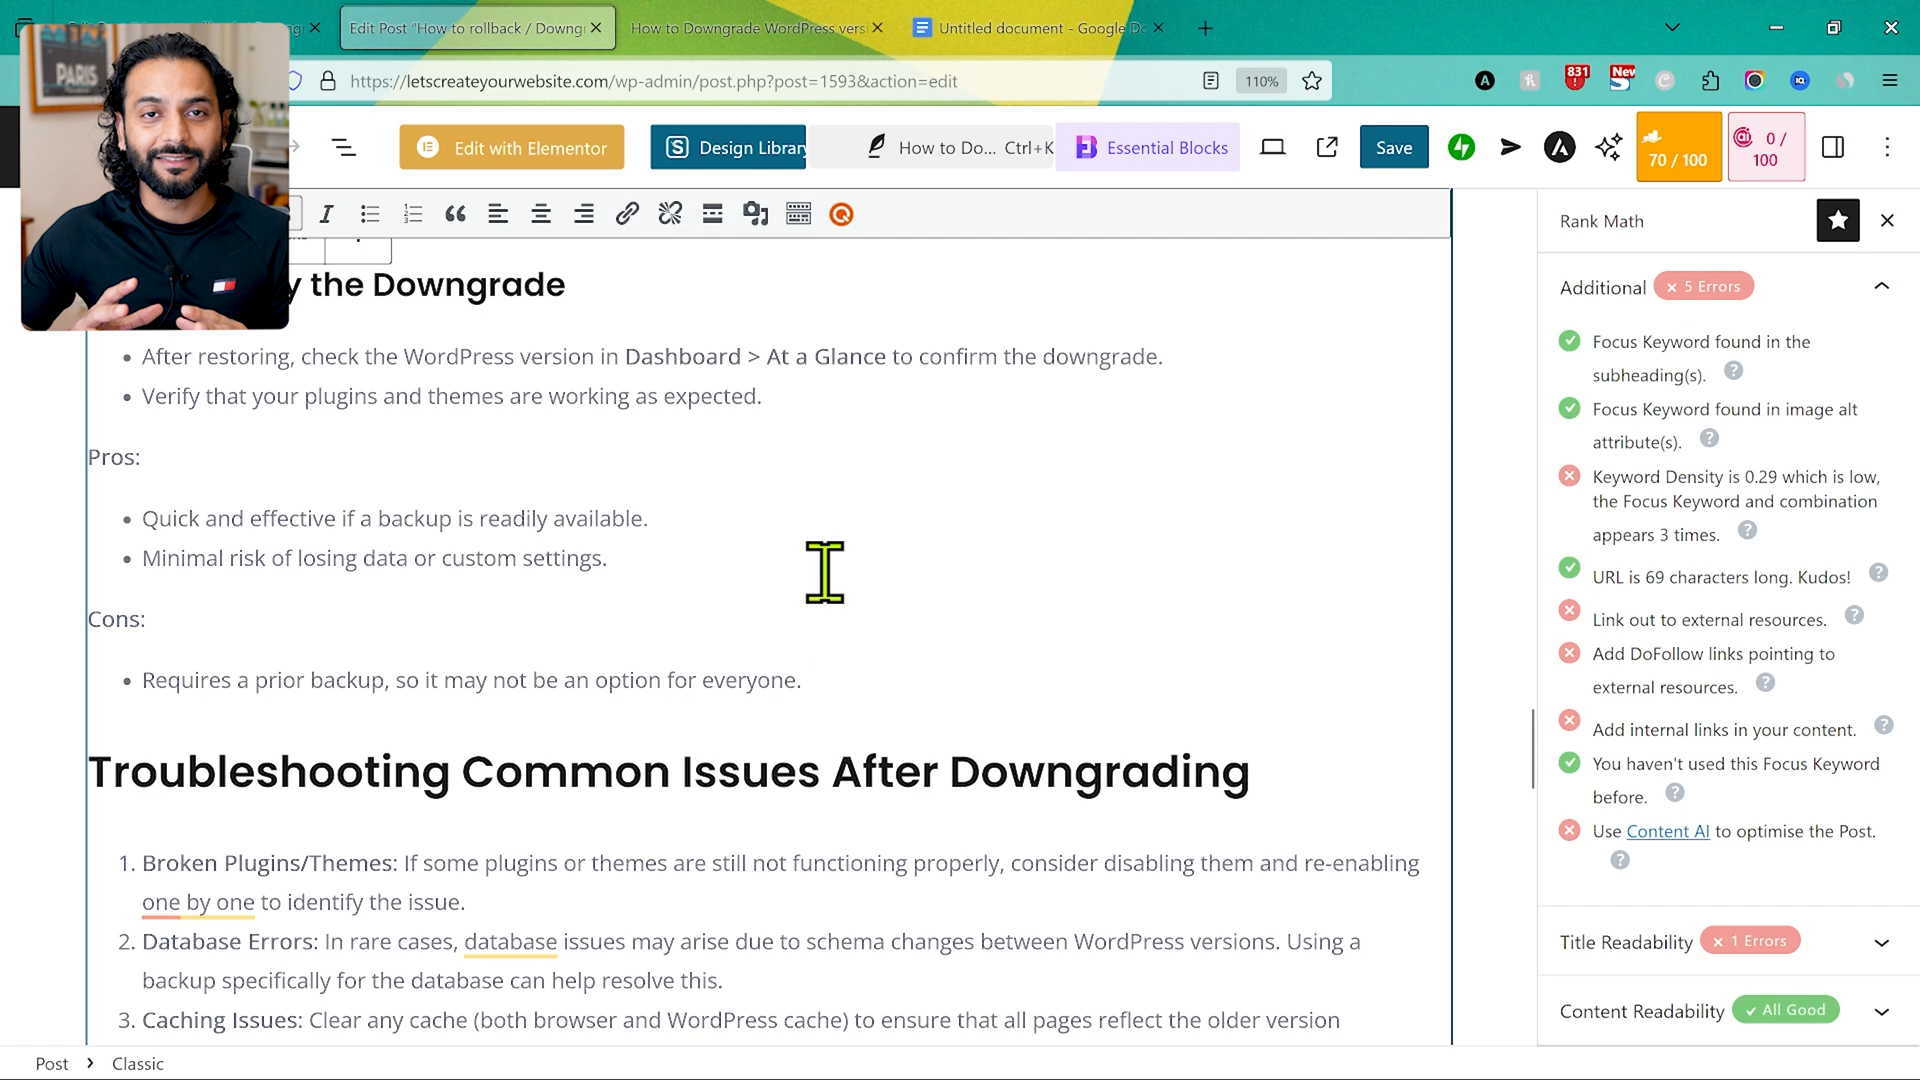 Edit Post "How to rollback / Downgr
How to Downgrade WordPress vers
Untitled document - Google Do
PARIS
https://letscreateyourwebsite.com/wp-admin/post.php?post=1593&action=edit
110%
831
New
Edit with Elementor
Design Library
How to Do... Ctrl+K
Essential Blocks
Save
70 / 100
0 /
100
Rank Math
y the Downgrade
After restoring, check the WordPress version in Dashboard > At a Glance to confirm the downgrade.
Verify that your plugins and themes are working as expected.
Pros:
Quick and effective if a backup is readily available.
Minimal risk of losing data or custom settings.
Cons:
Requires a prior backup, so it may not be an option for everyone.
Troubleshooting Common Issues After Downgrading
1. Broken Plugins/Themes: If some plugins or themes are still not functioning properly, consider disabling them and re-enabling
one by one to identify the issue.
2. Database Errors: In rare cases, database issues may arise due to schema changes between WordPress versions. Using a
backup specifically for the database can help resolve this.
3. Caching Issues: Clear any cache (both browser and WordPress cache) to ensure that all pages reflect the older version
Additional
5 Errors
Focus Keyword found in the
subheading(s).
Focus Keyword found in image alt
attribute(s).
Keyword Density is 0.29 which is low,
the Focus Keyword and combination
appears 3 times.
URL is 69 characters long. Kudos!
Link out to external resources.
Add DoFollow links pointing to
external resources.
Add internal links in your content.
You haven't used this Focus Keyword
before.
Use Content AI to optimise the Post.
Title Readability
1 Errors
Content Readability
All Good
Post
Classic